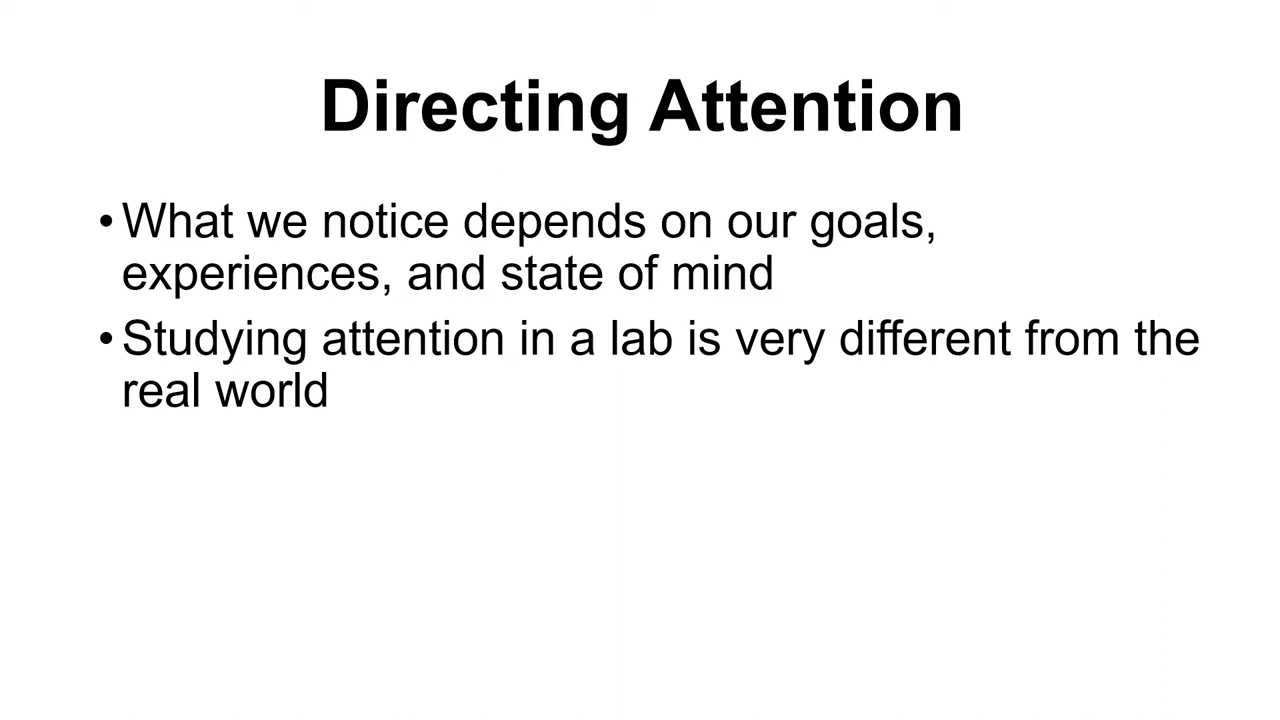 Directing Attention
•What we notice depends on our goals,
experiences, and state of mind
•Studying attention in a lab is very different from the
real world